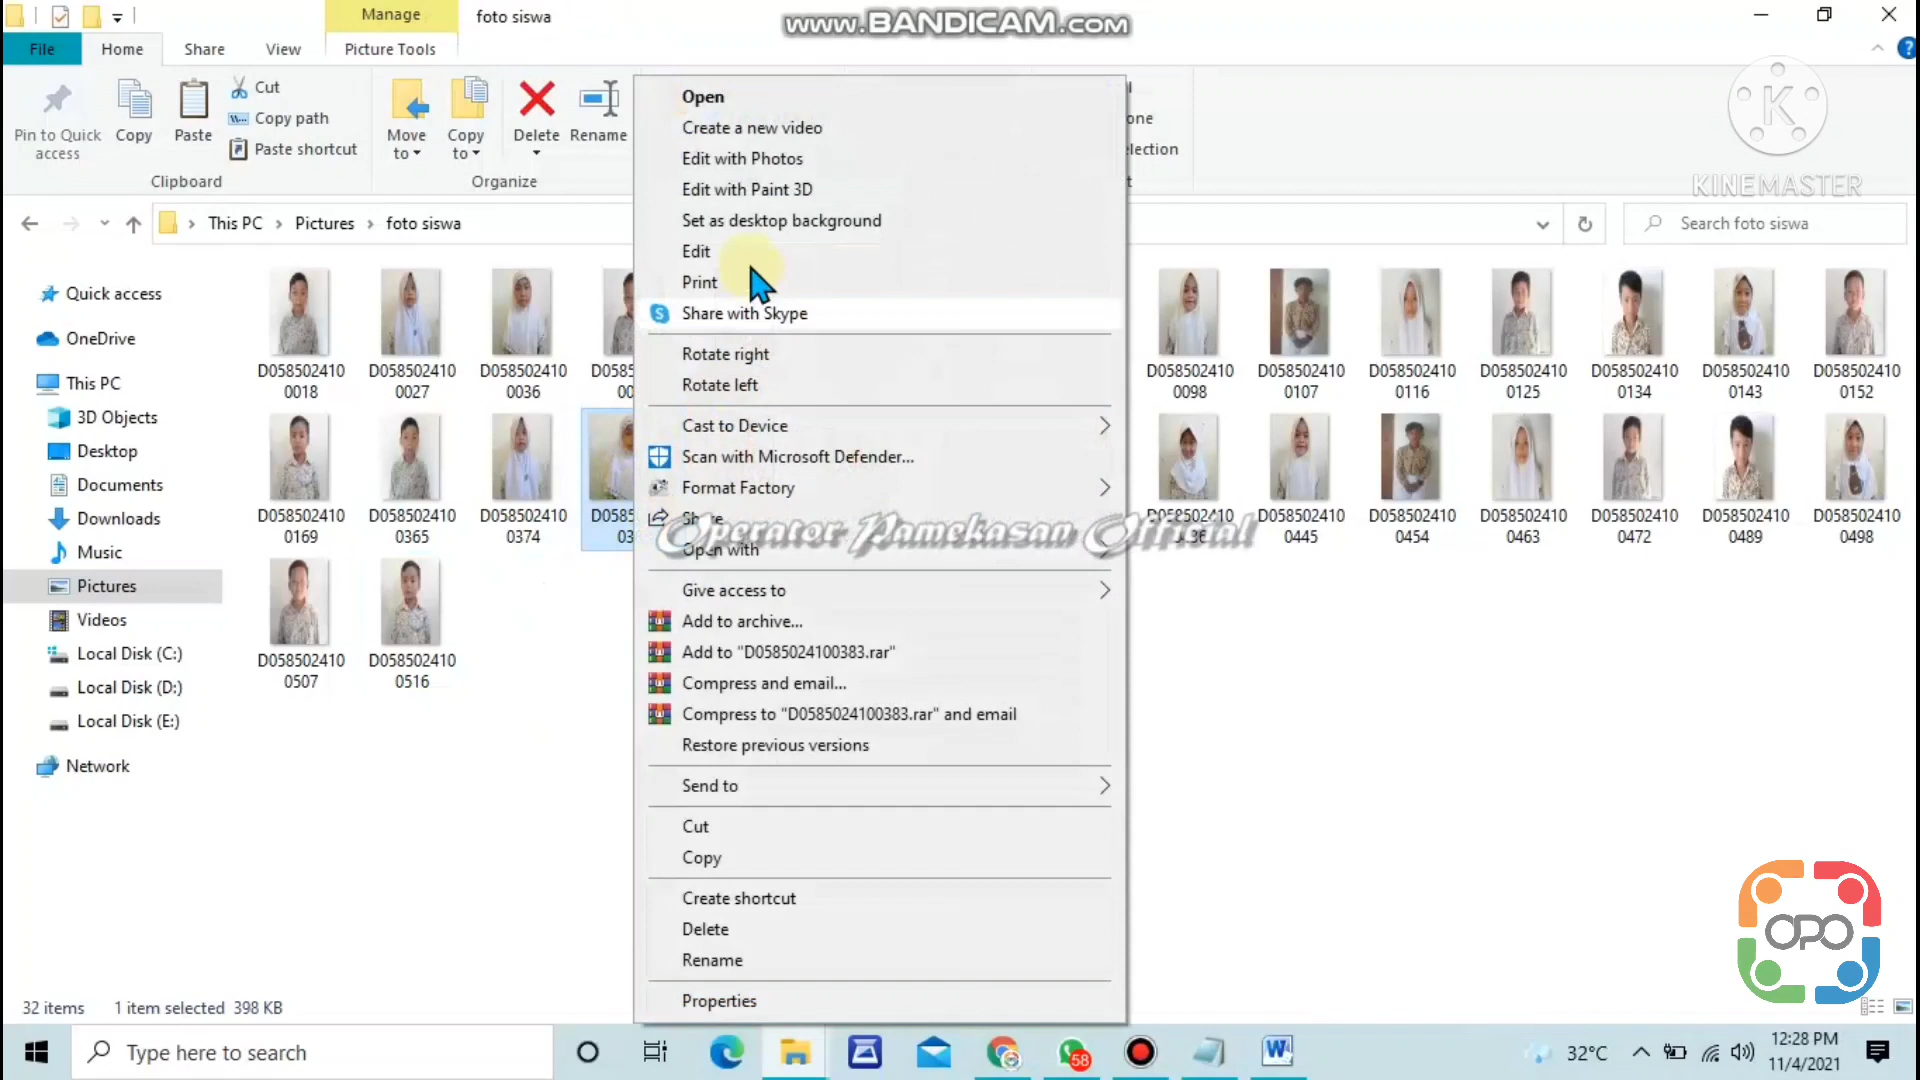 Manage
foto siswa
www.BANDICAM.com
File
Home
Share
View
Picture Tools
Pin to Quick access
Copy
Paste
Cut
Copy path
Paste shortcut
Clipboard
Move to
Copy to
Delete
Rename
Organize
KINEMASTER
This PC
Pictures
foto siswa
Search foto siswa
Open
Create a new video
Edit with Photos
Edit with Paint 3D
Set as desktop background
Edit
Print
Share with Skype
Rotate right
Rotate left
Cast to Device
Scan with Microsoft Defender...
Format Factory
Share
Open with
Give access to
Add to archive...
Add to "D0585024100383.rar"
Compress and email...
Compress to "D0585024100383.rar" and email
Restore previous versions
Send to
Cut
Copy
Create shortcut
Delete
Rename
Properties
Operator Pamekasan Official
Quick access
OneDrive
This PC
3D Objects
Desktop
Documents
Downloads
Music
Pictures
Videos
Local Disk (C:)
Local Disk (D:)
Local Disk (E:)
Network
D058502410 0018
D058502410 0027
D058502410 0036
D058502410 0098
D058502410 0107
D058502410 0116
D058502410 0125
D058502410 0134
D058502410 0143
D058502410 0152
D058502410 0169
D058502410 0365
D058502410 0374
D058502410 0445
D058502410 0454
D058502410 0463
D058502410 0472
D058502410 0489
D058502410 0498
D058502410 0507
D058502410 0516
OPO
32 items
1 item selected 398 KB
Type here to search
58
32°C
12:28 PM
11/4/2021